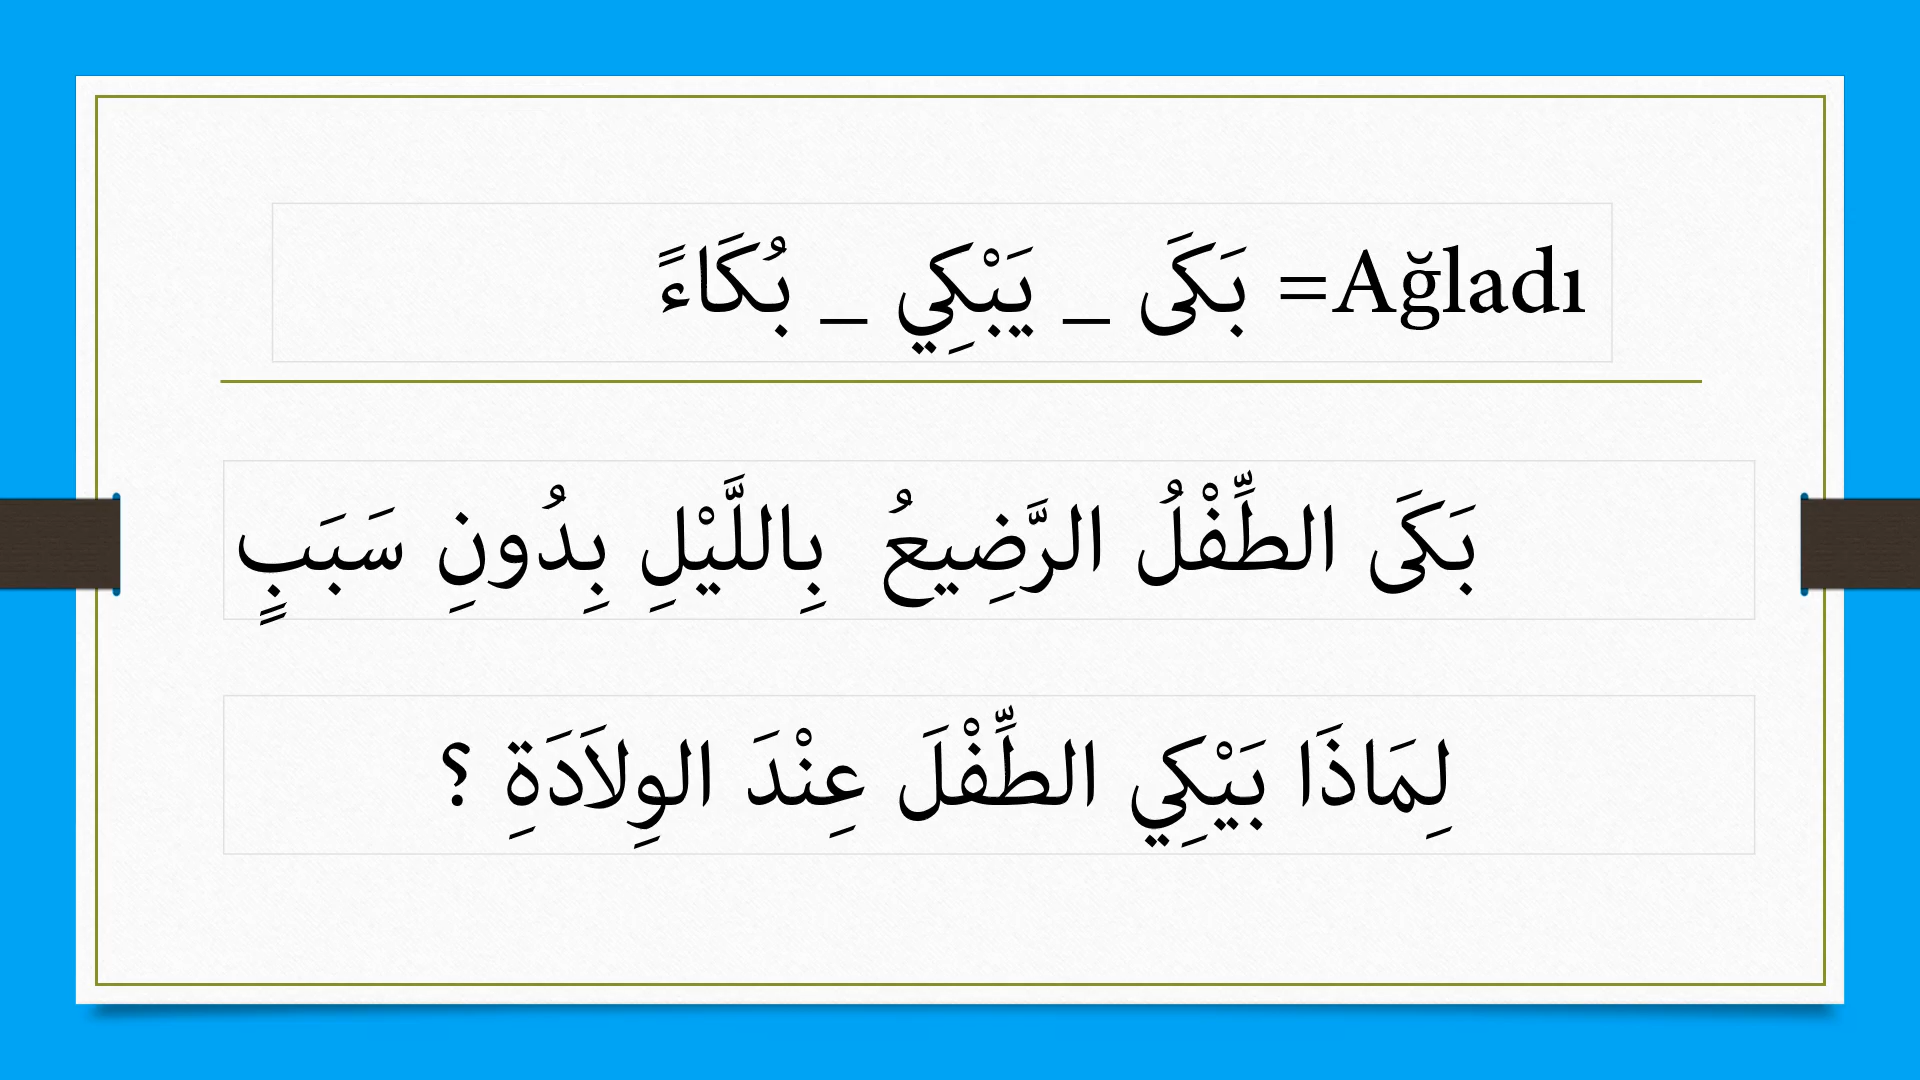 Ağladı= بَكَى _ يَبْكِي _ بُكَاءً
بَكَى الطِّفْلُ الرَّضِيعُ بِاللَّيْلِ بِدُونِ سَبَبٍ
لِمَاذَا بَيْكِي الطِّفْلَ عِنْدَ الوِلاَدَةِ ؟